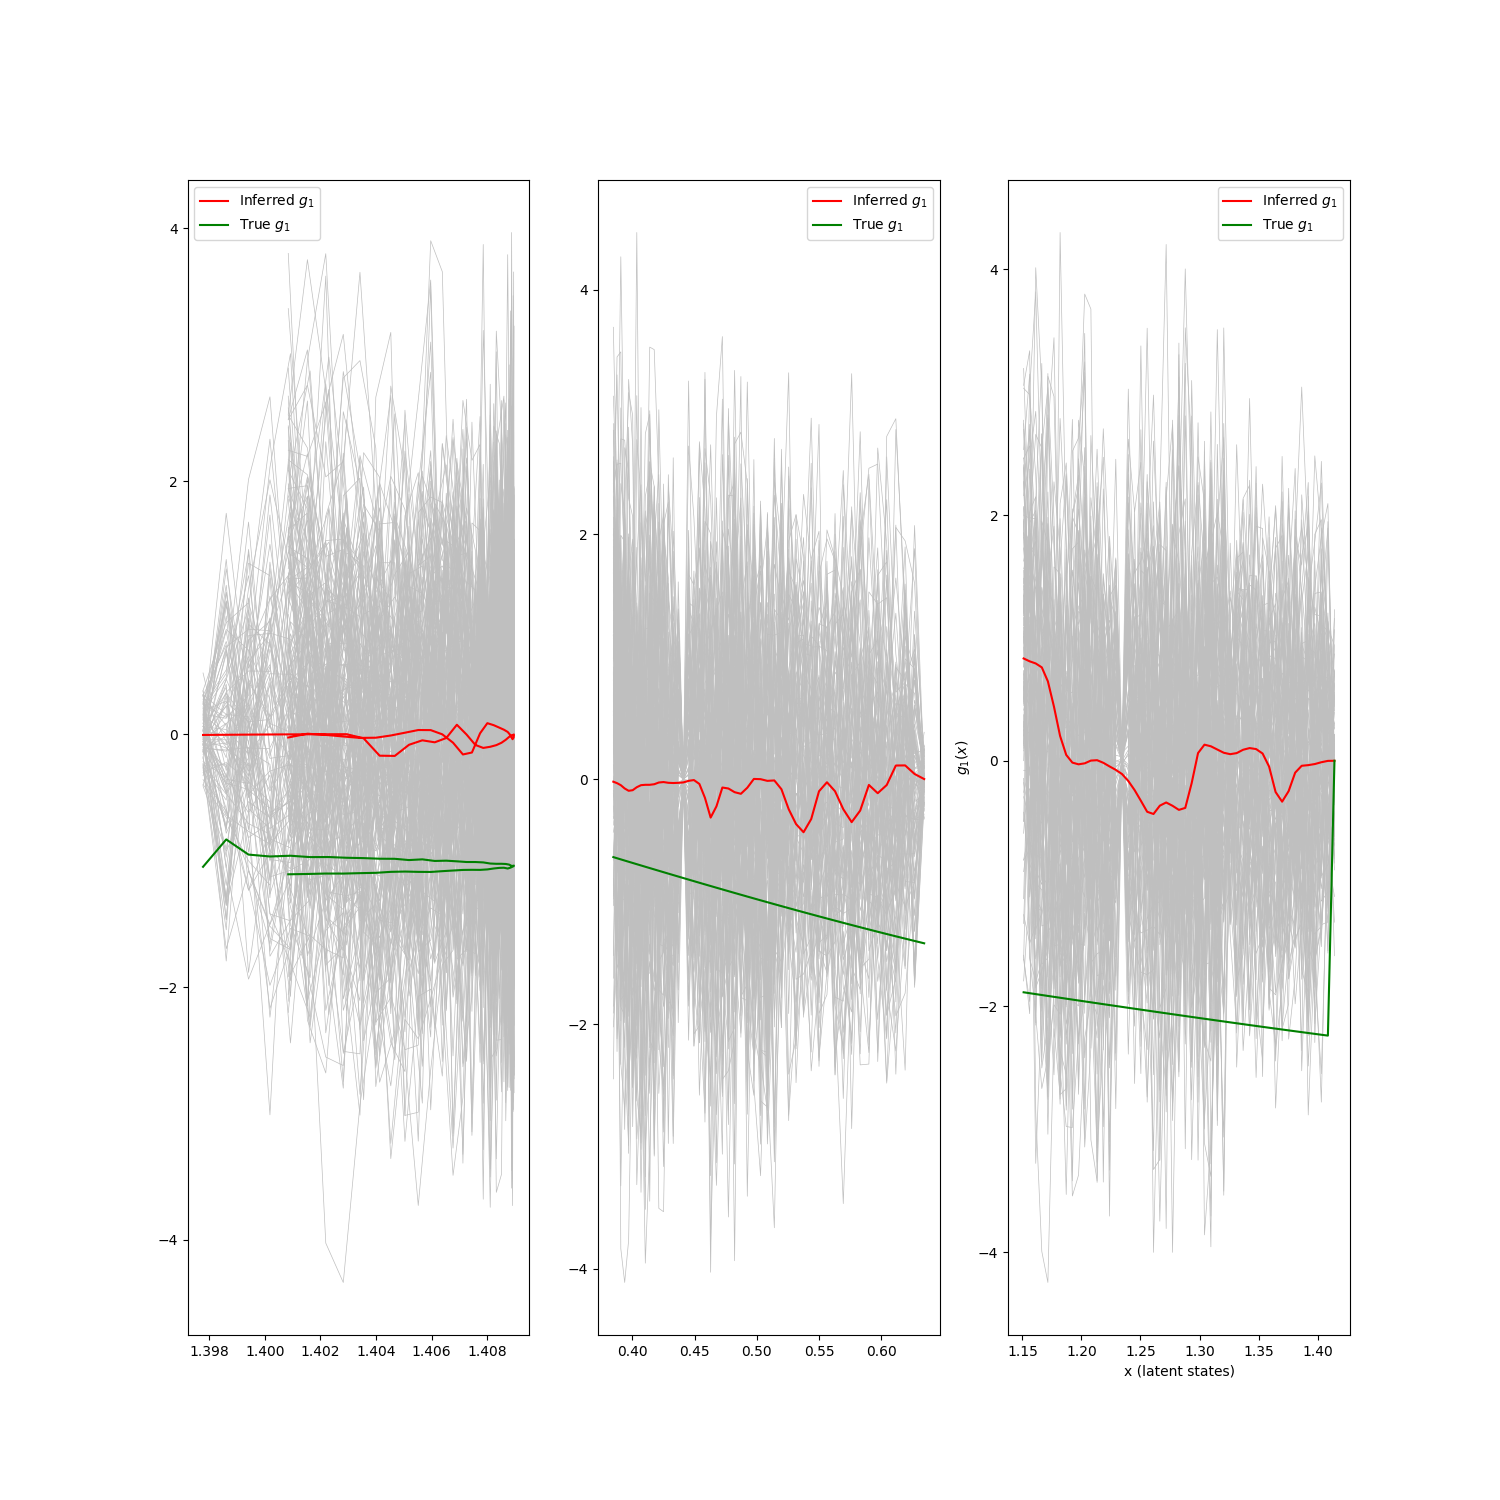 Inferred g₁
True g₁
4
2
0
−2
−4
1.398 1.400 1.402 1.404 1.406 1.408
Inferred g₁
True g₁
4
2
0
−2
−4
0.40 0.45 0.50 0.55 0.60
Inferred g₁
True g₁
g₁(x)
4
2
0
−2
−4
1.15 1.20 1.25 1.30 1.35 1.40
x (latent states)